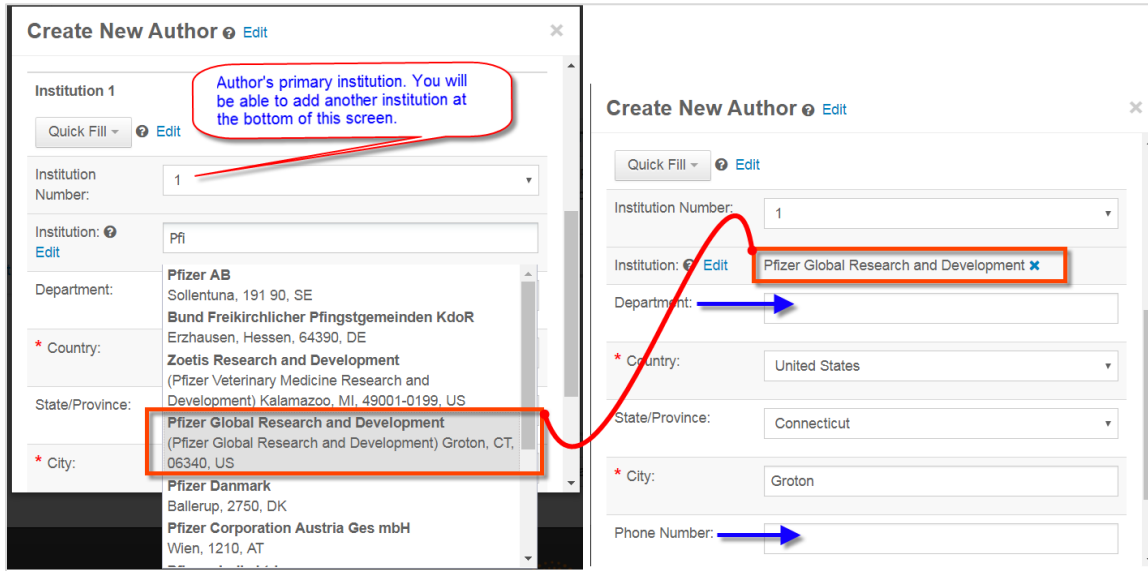 Create New Author ? Edit ×
Institution 1
Author's primary institution. You will
be able to add another institution at
the bottom of this screen.
Quick Fill ? Edit
Institution
Number:
1
Institution: ?
Edit
Pfi
Pfizer AB
Sollentuna, 191 90, SE
Bund Freikirchlicher Pfingstgemeinden KdoR
Erzhausen, Hessen, 64390, DE
Zoetis Research and Development
(Pfizer Veterinary Medicine Research and
Development) Kalamazoo, MI, 49001-0199, US
Pfizer Global Research and Development
(Pfizer Global Research and Development) Groton, CT,
06340, US
Pfizer Danmark
Ballerup, 2750, DK
Pfizer Corporation Austria Ges mbH
Wien, 1210, AT
Department:
* Country:
State/Province:
* City:
Create New Author ? Edit ×
Quick Fill ? Edit
Institution Number: 1
Institution: ? Edit Pfizer Global Research and Development ×
Department:
* Country: United States
State/Province: Connecticut
* City: Groton
Phone Number: